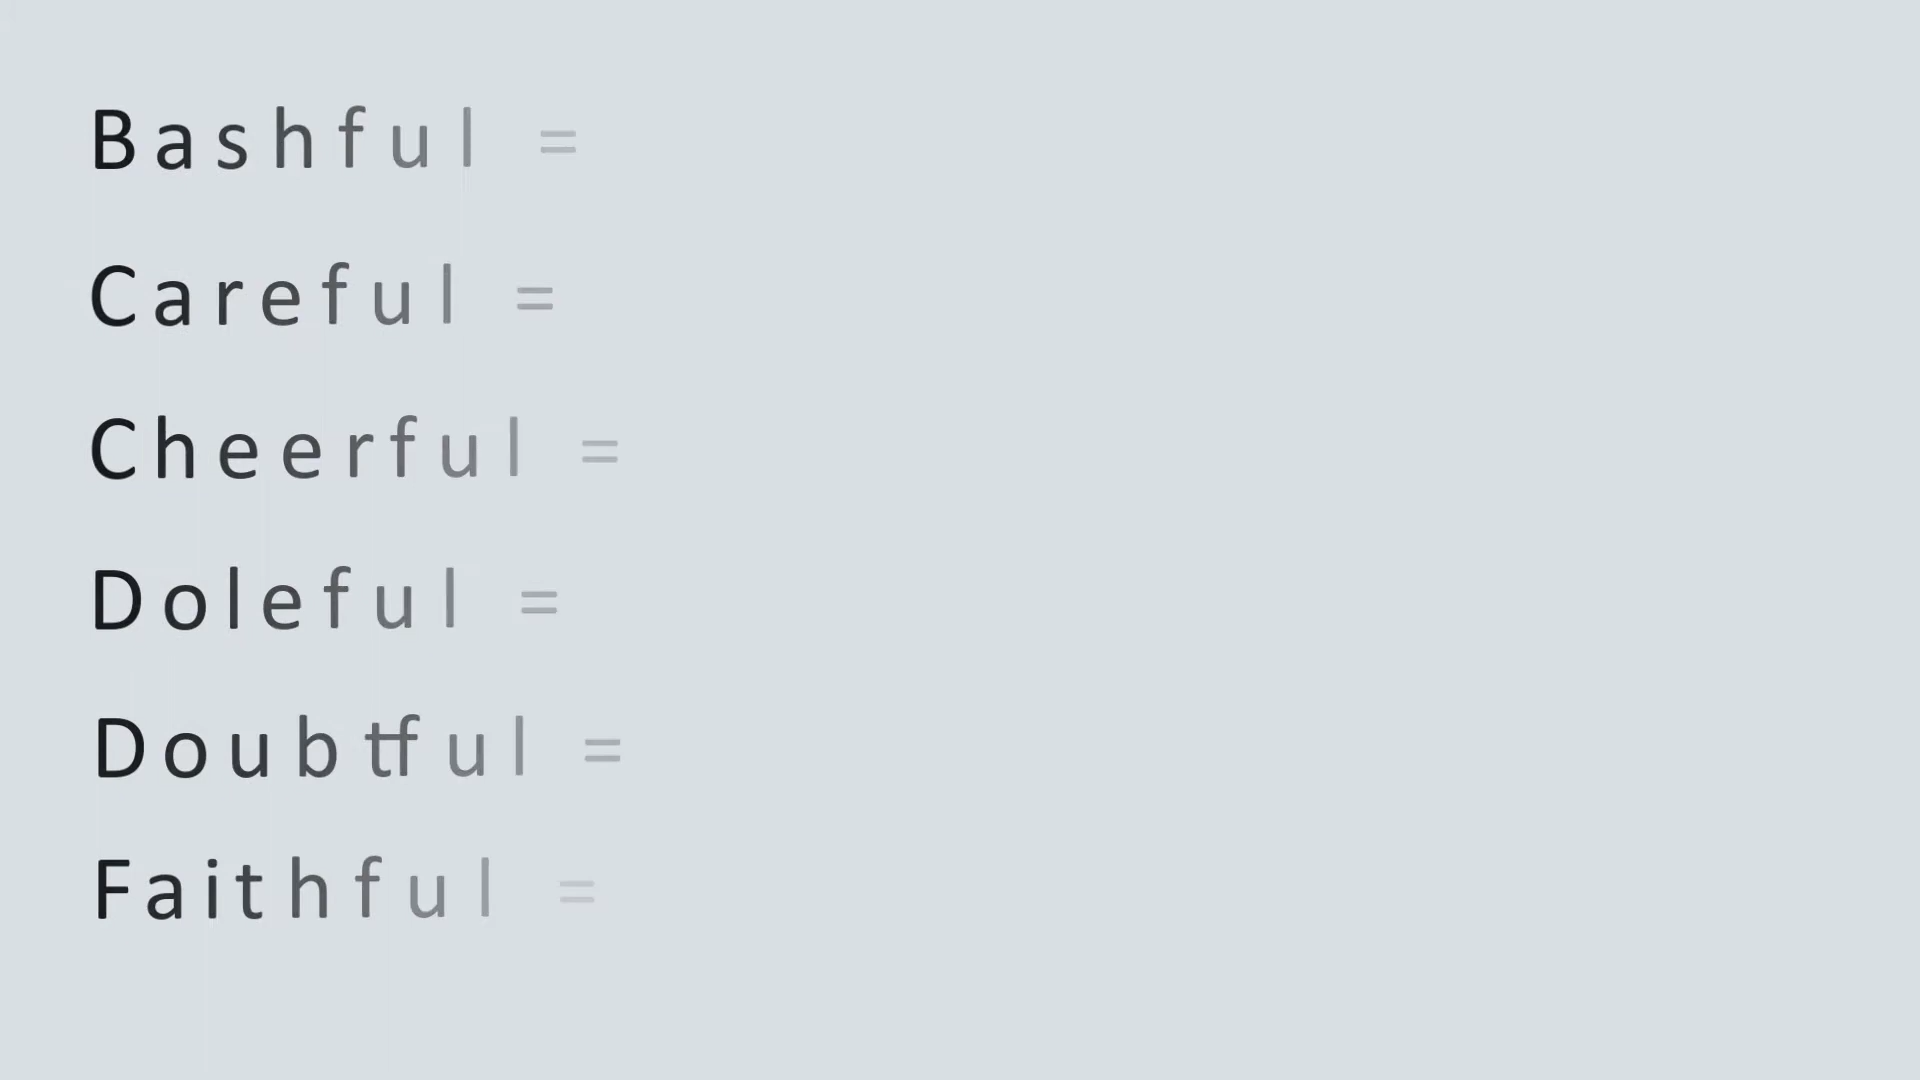 Bashful =
Careful =
Cheerful =
Doleful =
Doubtful =
Faithful =